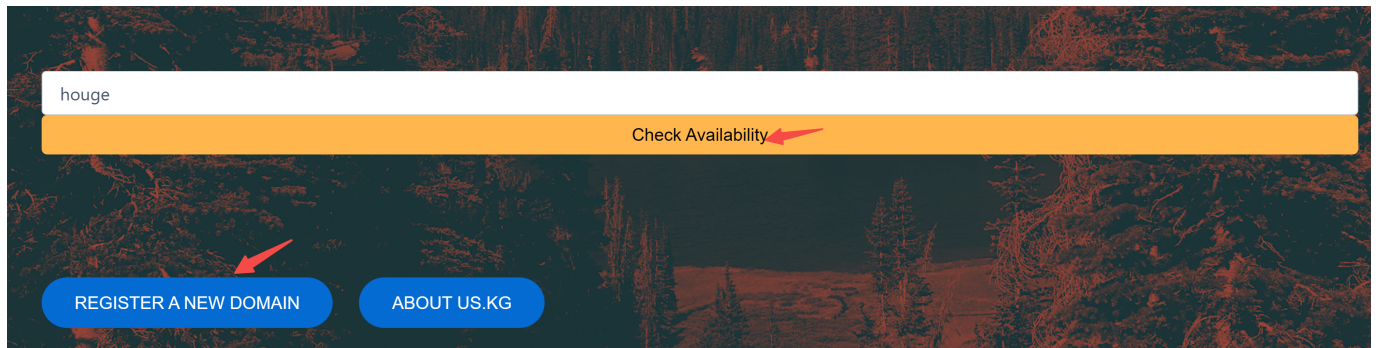 houge
Check Availability
REGISTER A NEW DOMAIN
ABOUT US.KG